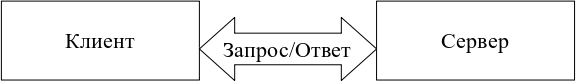 Клиент
Запрос/Ответ
Сервер